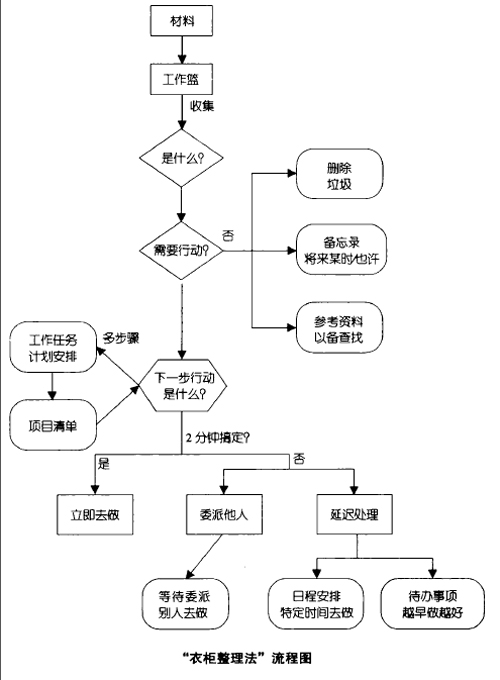 材料
工作篮
收集
是什么?
需要行动?
否
删除
垃圾
备忘录
将来某时/也许
参考资料
以备查找
工作任务
计划安排
多步骤
项目清单
下一步行动
是什么?
2分钟搞定?
是
否
立即去做
委派他人
延迟处理
等待委派
别人去做
日程安排
特定时间去做
待办事项
越早做越好
“衣柜整理法”流程图